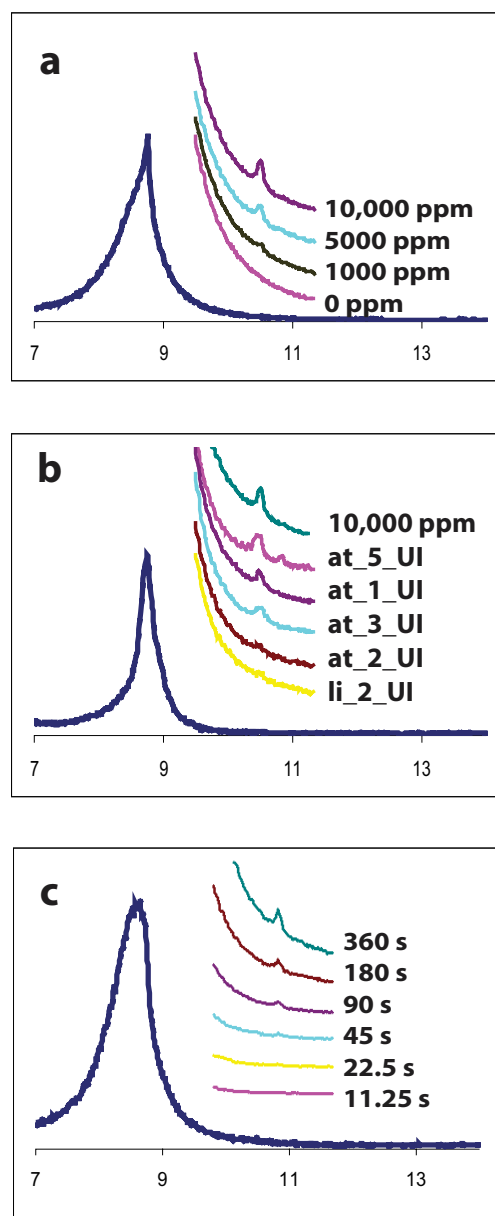 a
10,000 ppm
5000 ppm
1000 ppm
0 ppm
7 9 11 13
b
10,000 ppm
at_5_UI
at_1_UI
at_3_UI
at_2_UI
li_2_UI
7 9 11 13
c
360 s
180 s
90 s
45 s
22.5 s
11.25 s
7 9 11 13